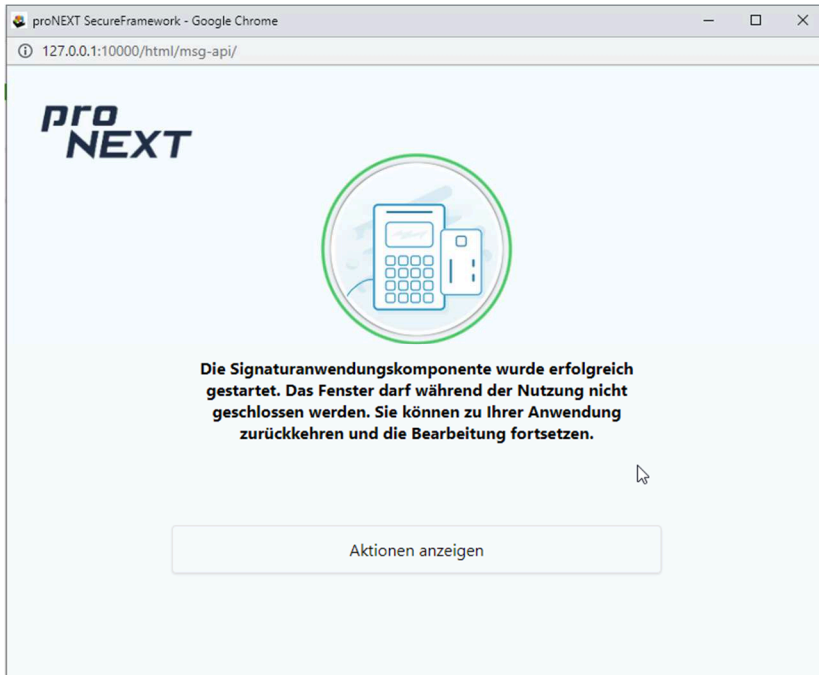 proNEXT SecureFramework - Google Chrome
127.0.0.1:10000/html/msg-api/
pro
NEXT
Die Signaturanwendungskomponente wurde erfolgreich
gestartet. Das Fenster darf während der Nutzung nicht
geschlossen werden. Sie können zu Ihrer Anwendung
zurückkehren und die Bearbeitung fortsetzen.
Aktionen anzeigen